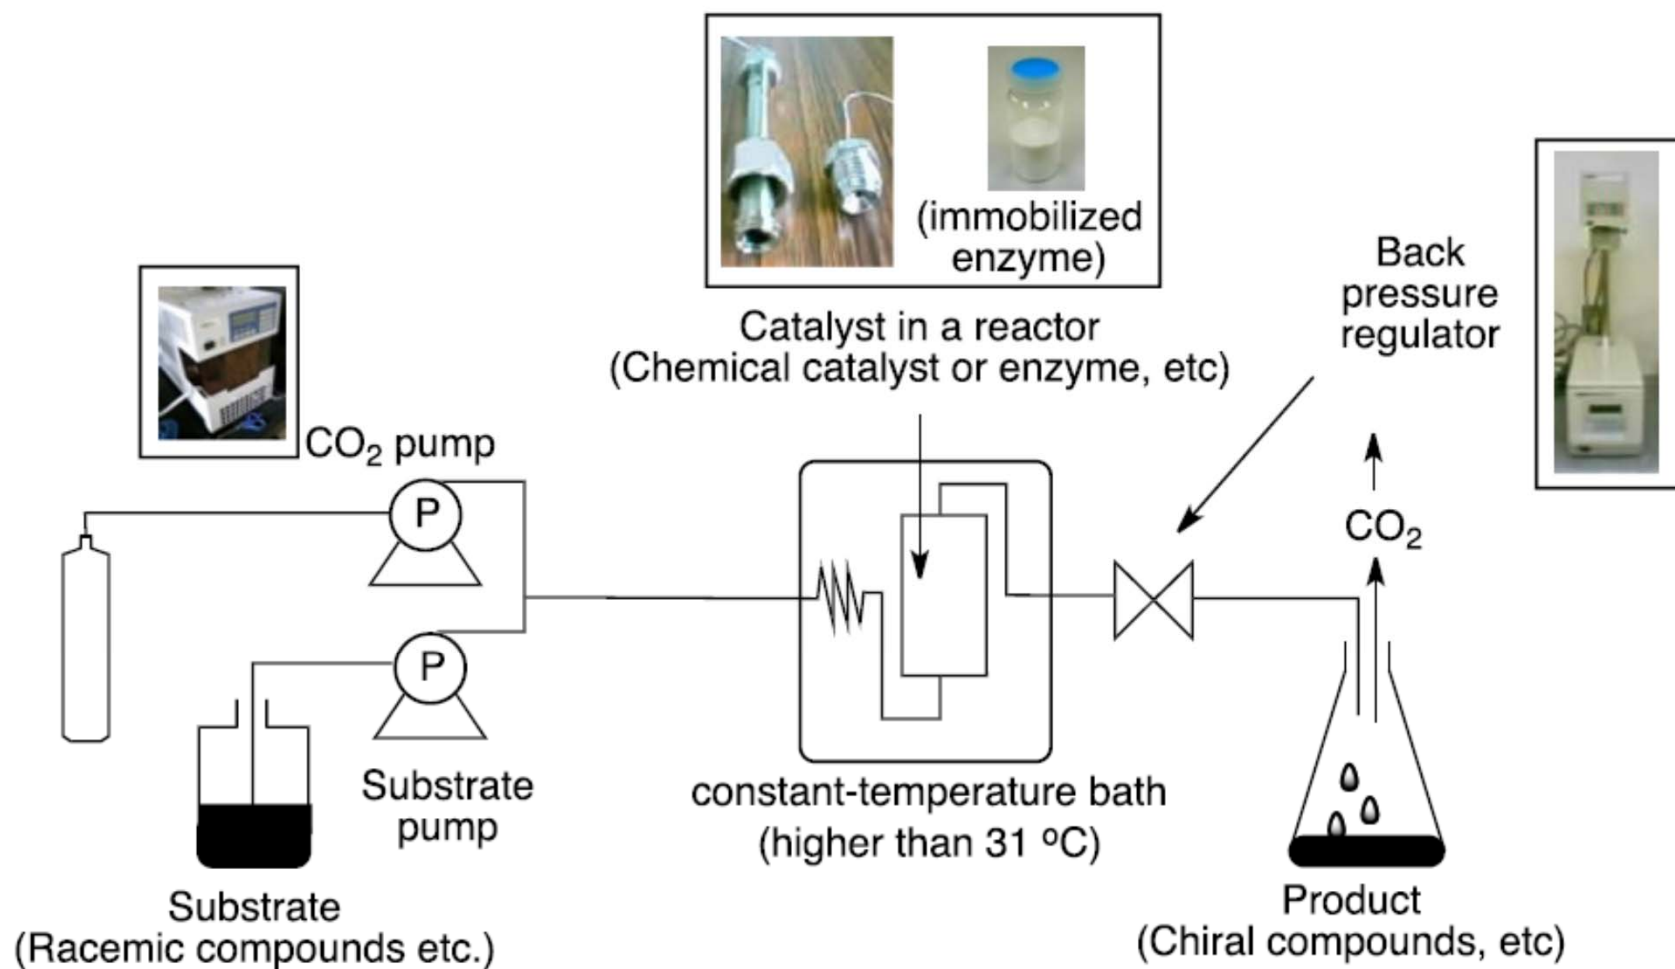 (immobilized
enzyme)
Catalyst in a reactor
(Chemical catalyst or enzyme, etc)
Back
pressure
regulator
CO₂ pump
P
CO₂
P
Substrate
pump
constant-temperature bath
(higher than 31 ºC)
Substrate
(Racemic compounds etc.)
Product
(Chiral compounds, etc)